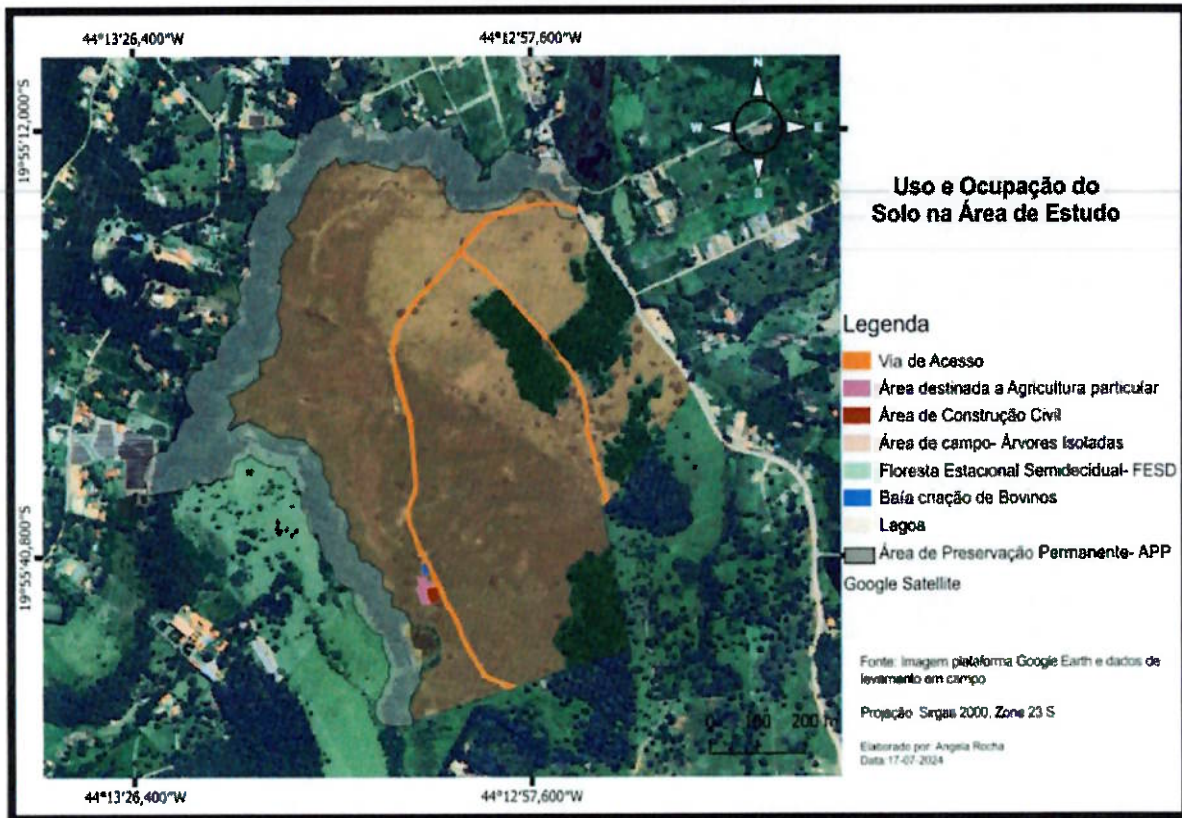 44°13'26,400"W
44°12'57,600"W
19°55'12,000"S
19°55'40,800"S
N
W
E
S
0 100 200 m
44°13'26,400"W
44°12'57,600"W
Uso e Ocupação do
Solo na Área de Estudo
Legenda
Via de Acesso
Área destinada a Agricultura particular
Área de Construção Civil
Área de campo- Árvores Isoladas
Floresta Estacional Semidecidual- FESD
Baía criação de Bovinos
Lagoa
Área de Preservação Permanente- APP
Google Satellite
Fonte: Imagem plataforma Google Earth e dados de
levamento em campo
Projeção Sirgas 2000, Zone 23 S
Elaborado por: Angela Rocha
Data 17-07-2024